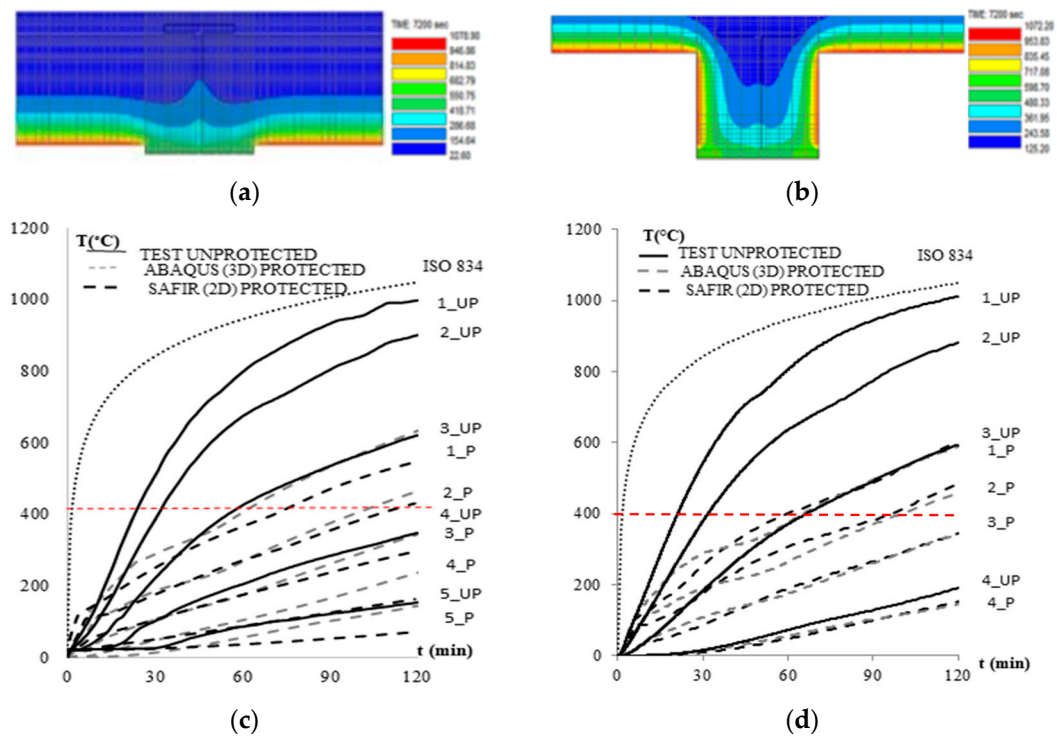 TIME: 7200 sec
1078.90
946.86
814.83
682.79
550.75
418.71
286.68
154.64
22.60
(a)
TIME: 7200 sec
1072.20
953.83
835.45
717.08
598.70
480.33
361.95
243.58
125.20
(b)
1200
T(°C)
TEST UNPROTECTED
ABAQUS (3D) PROTECTED
SAFIR (2D) PROTECTED
ISO 834
1000
1_UP
2_UP
800
600
3_UP
1_P
400
2_P
4_UP
3_P
200
4_P
5_UP
5_P
0
t (min)
0 30 60 90 120
(c)
1200
T(°C)
TEST UNPROTECTED
ABAQUS (3D) PROTECTED
SAFIR (2D) PROTECTED
ISO 834
1000
1_UP
2_UP
800
600
3_UP
1_P
400
2_P
3_P
200
4_UP
4_P
0
t (min)
0 30 60 90 120
(d)